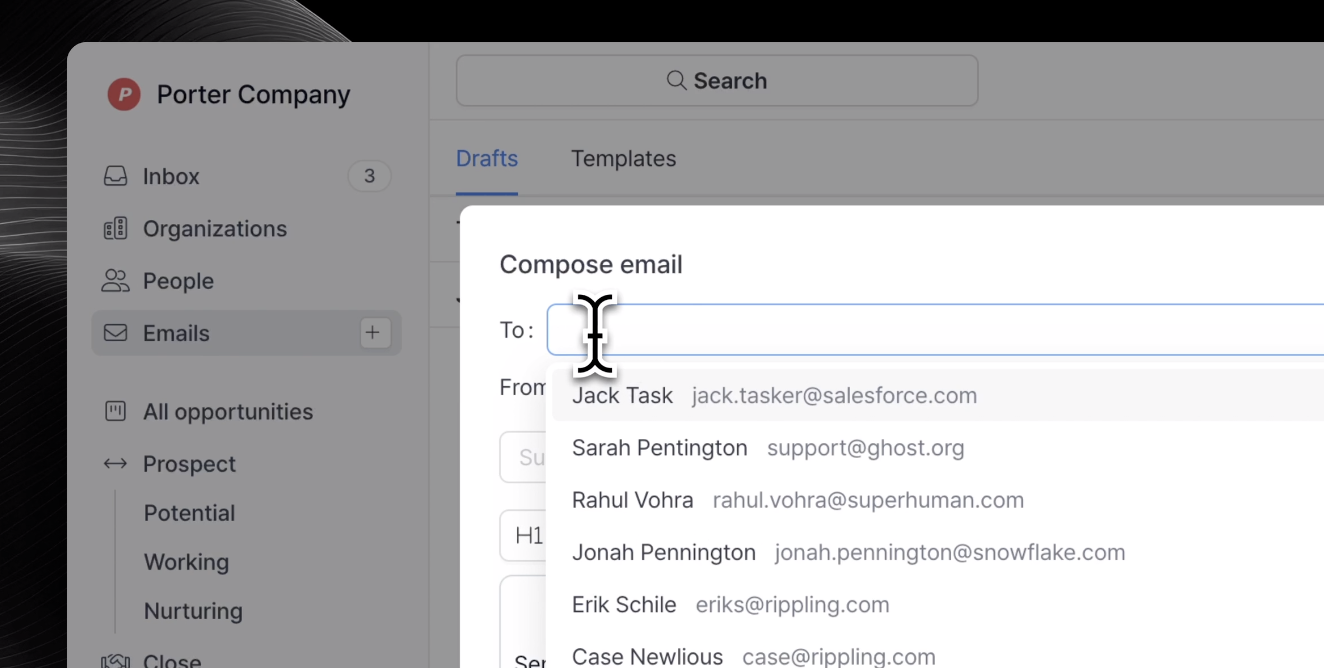 P Porter Company
Search
Inbox 3
Organizations
People
Emails +
All opportunities
Prospect
Potential
Working
Nurturing
Close
Drafts Templates
Compose email
To:
From
Su
H1
Ser
Jack Task jack.tasker@salesforce.com
Sarah Pentington support@ghost.org
Rahul Vohra rahul.vohra@superhuman.com
Jonah Pennington jonah.pennington@snowflake.com
Erik Schile eriks@rippling.com
Case Newlious case@rippling.com